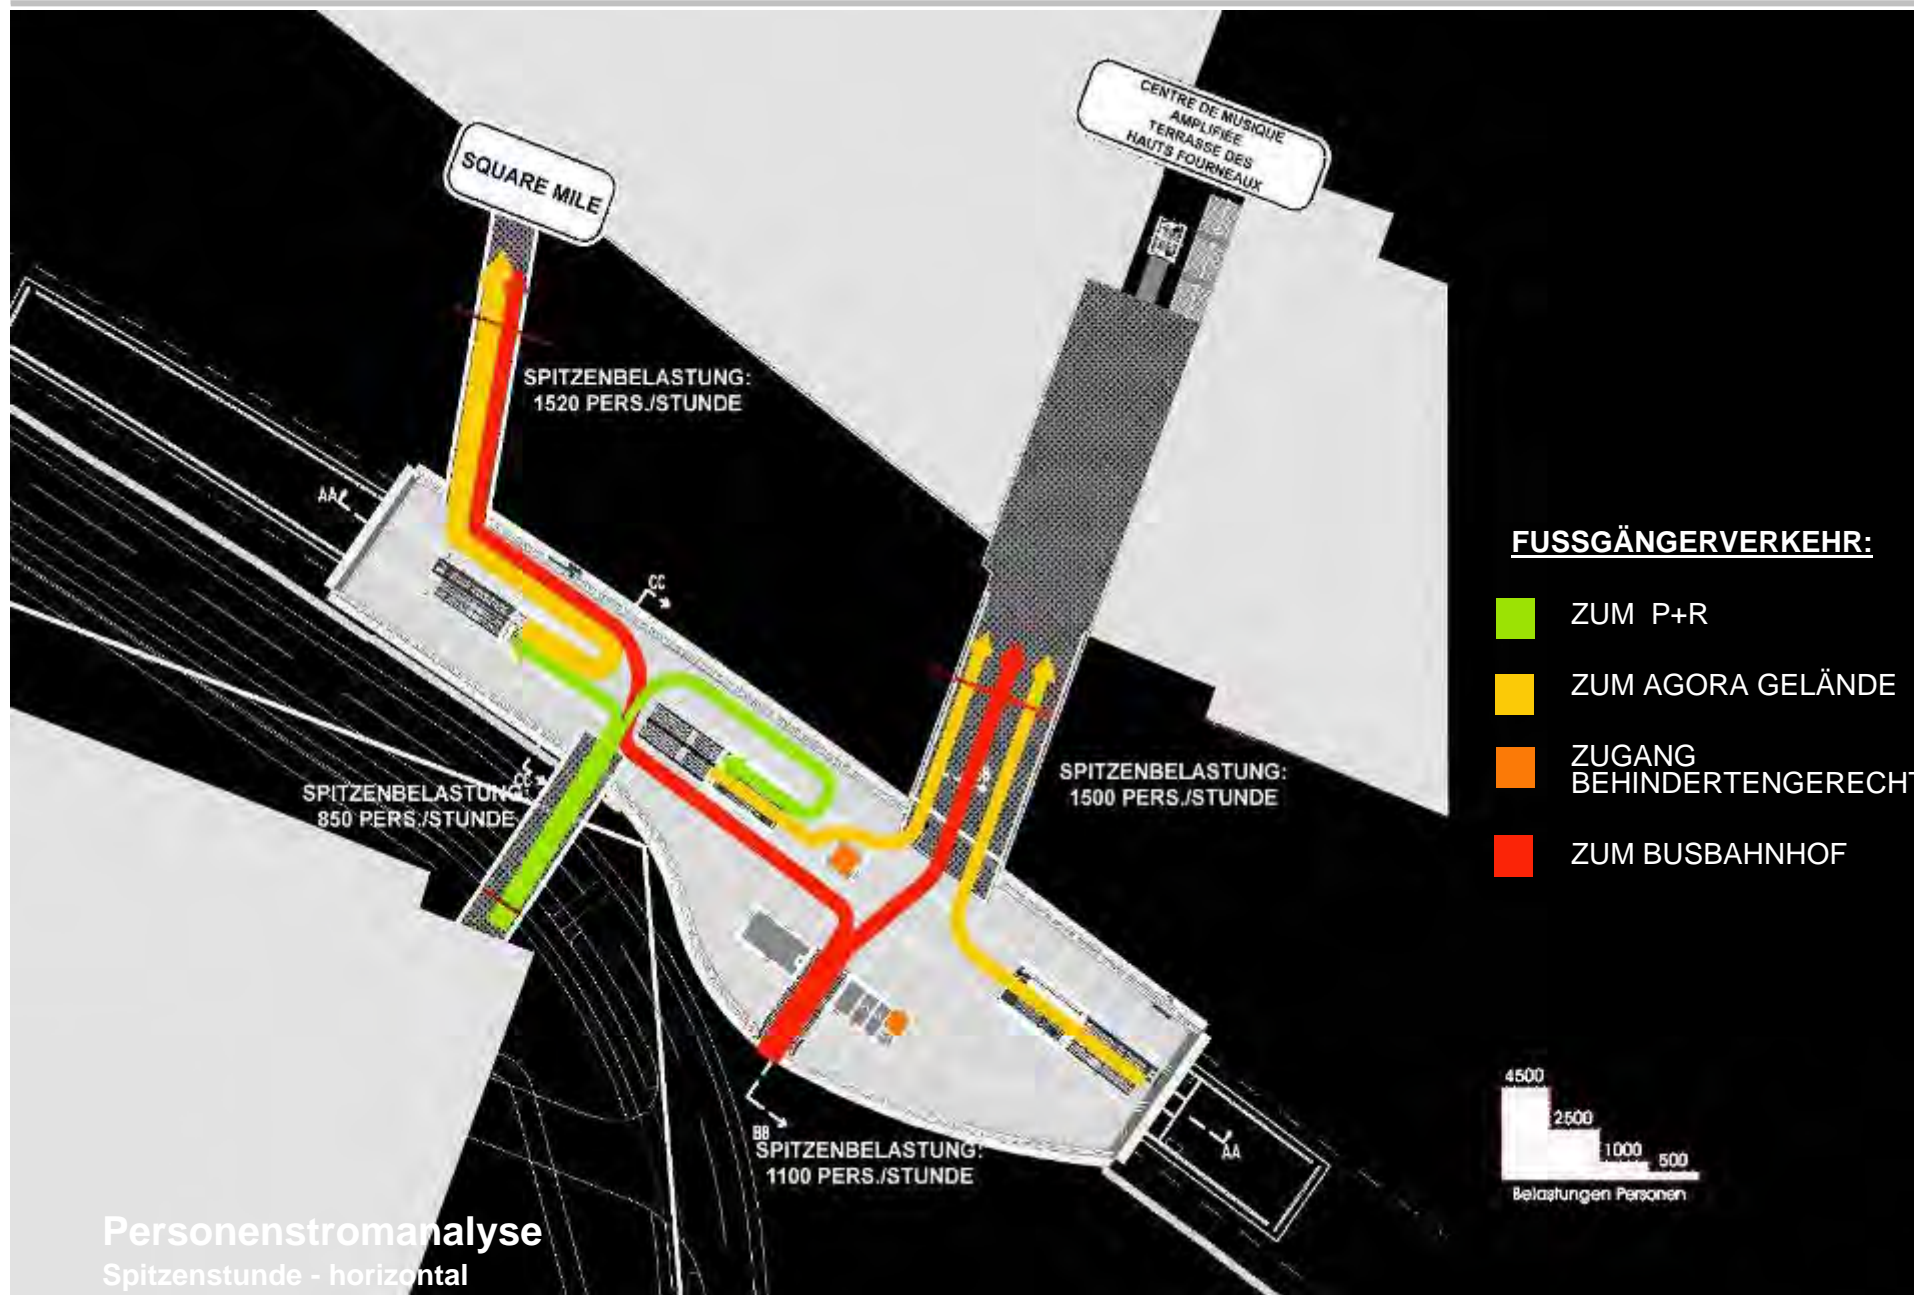 CENTRE DE MUSIQUE
AMPLIFIÉE
TERRASSE DES
HAUTS FOURNEAUX
SQUARE MILE
SPITZENBELASTUNG:
1520 PERS./STUNDE
AA
CC
FUSSGÄNGERVERKEHR:
ZUM P+R
ZUM AGORA GELÄNDE
ZUGANG
BEHINDERTENGERECHT
ZUM BUSBAHNHOF
SPITZENBELASTUNG:
1500 PERS./STUNDE
CC
SPITZENBELASTUNG:
850 PERS./STUNDE
BB
SPITZENBELASTUNG:
1100 PERS./STUNDE
AA
4500
2500
1000
500
Belastungen Personen
Personenstromanalyse
Spitzenstunde - horizontal